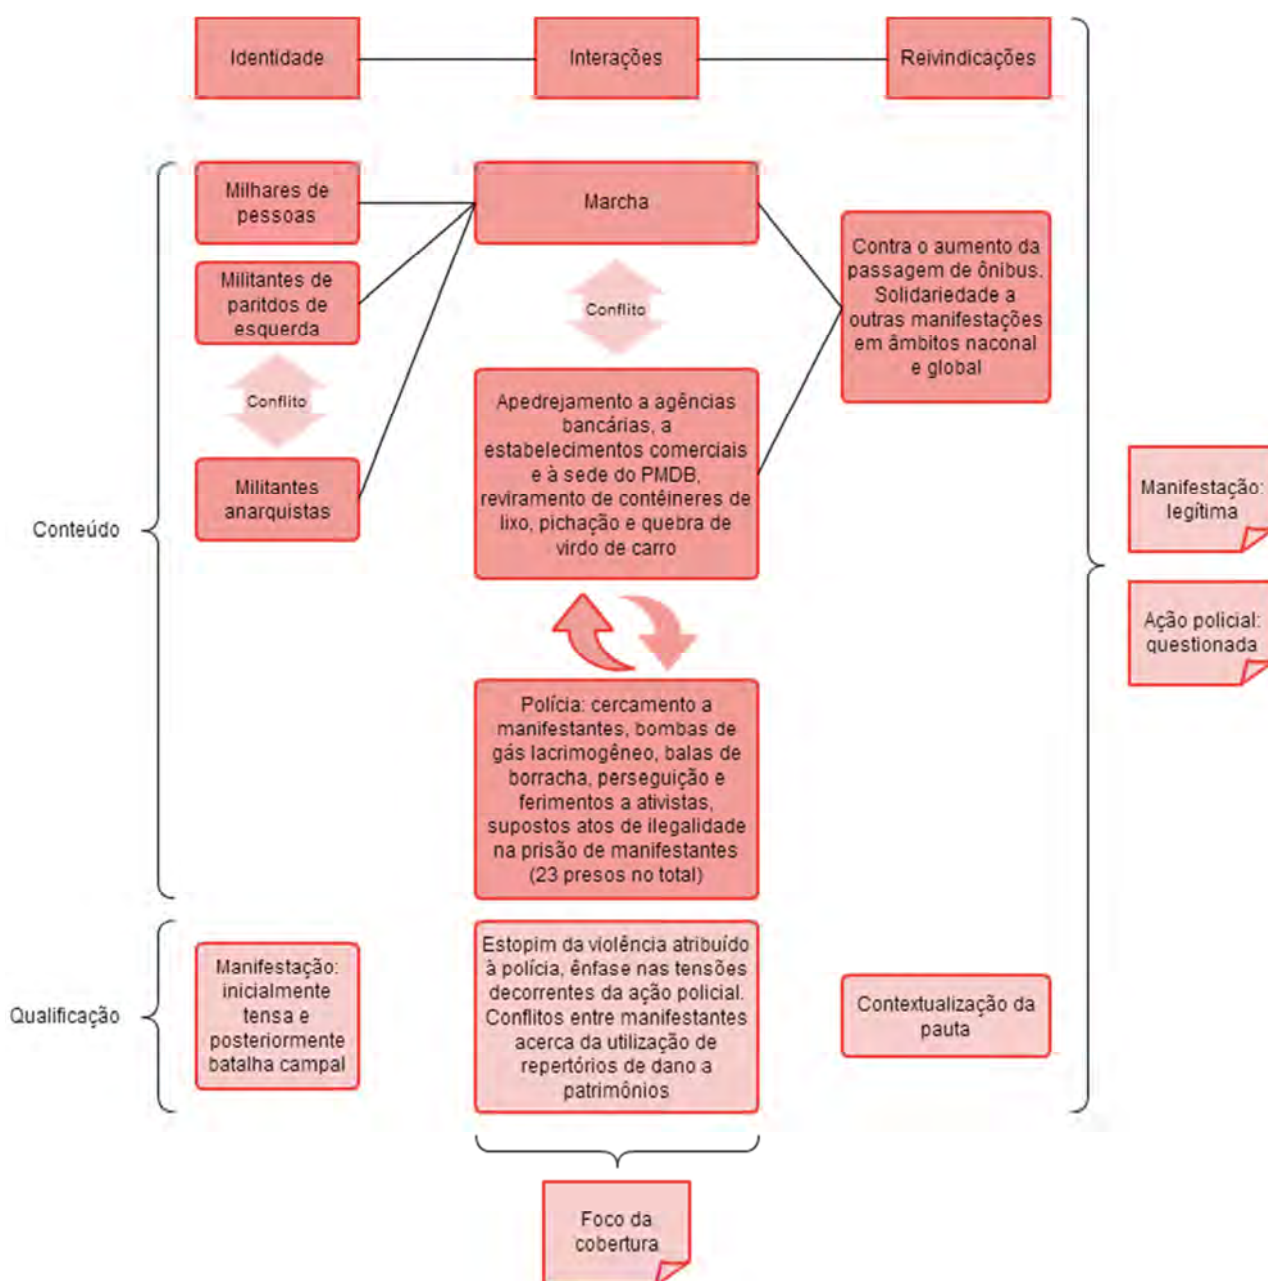 Identidade
Interações
Reivindicações
Milhares de
pessoas
Marcha
Contra o aumento da
passagem de ônibus.
Solidariedade a
outras manifestações
em âmbitos naconal
e global
Militantes de
paritdos de
esquerda
Conflito
Conflito
Militantes
anarquistas
Apedrejamento a agências
bancárias, a
estabelecimentos comerciais
e à sede do PMDB,
reviramento de contêineres de
lixo, pichação e quebra de
virdo de carro
Conteúdo
Manifestação:
legítima
Ação policial:
questionada
Polícia: cercamento a
manifestantes, bombas de
gás lacrimogêneo, balas de
borracha, perseguição e
ferimentos a ativistas,
supostos atos de ilegalidade
na prisão de manifestantes
(23 presos no total)
Qualificação
Manifestação:
inicialmente
tensa e
posteriormente
batalha campal
Estopim da violência atribuído
à polícia, ênfase nas tensões
decorrentes da ação policial.
Conflitos entre manifestantes
acerca da utilização de
repertórios de dano a
patrimônios
Contextualização da
pauta
Foco da
cobertura